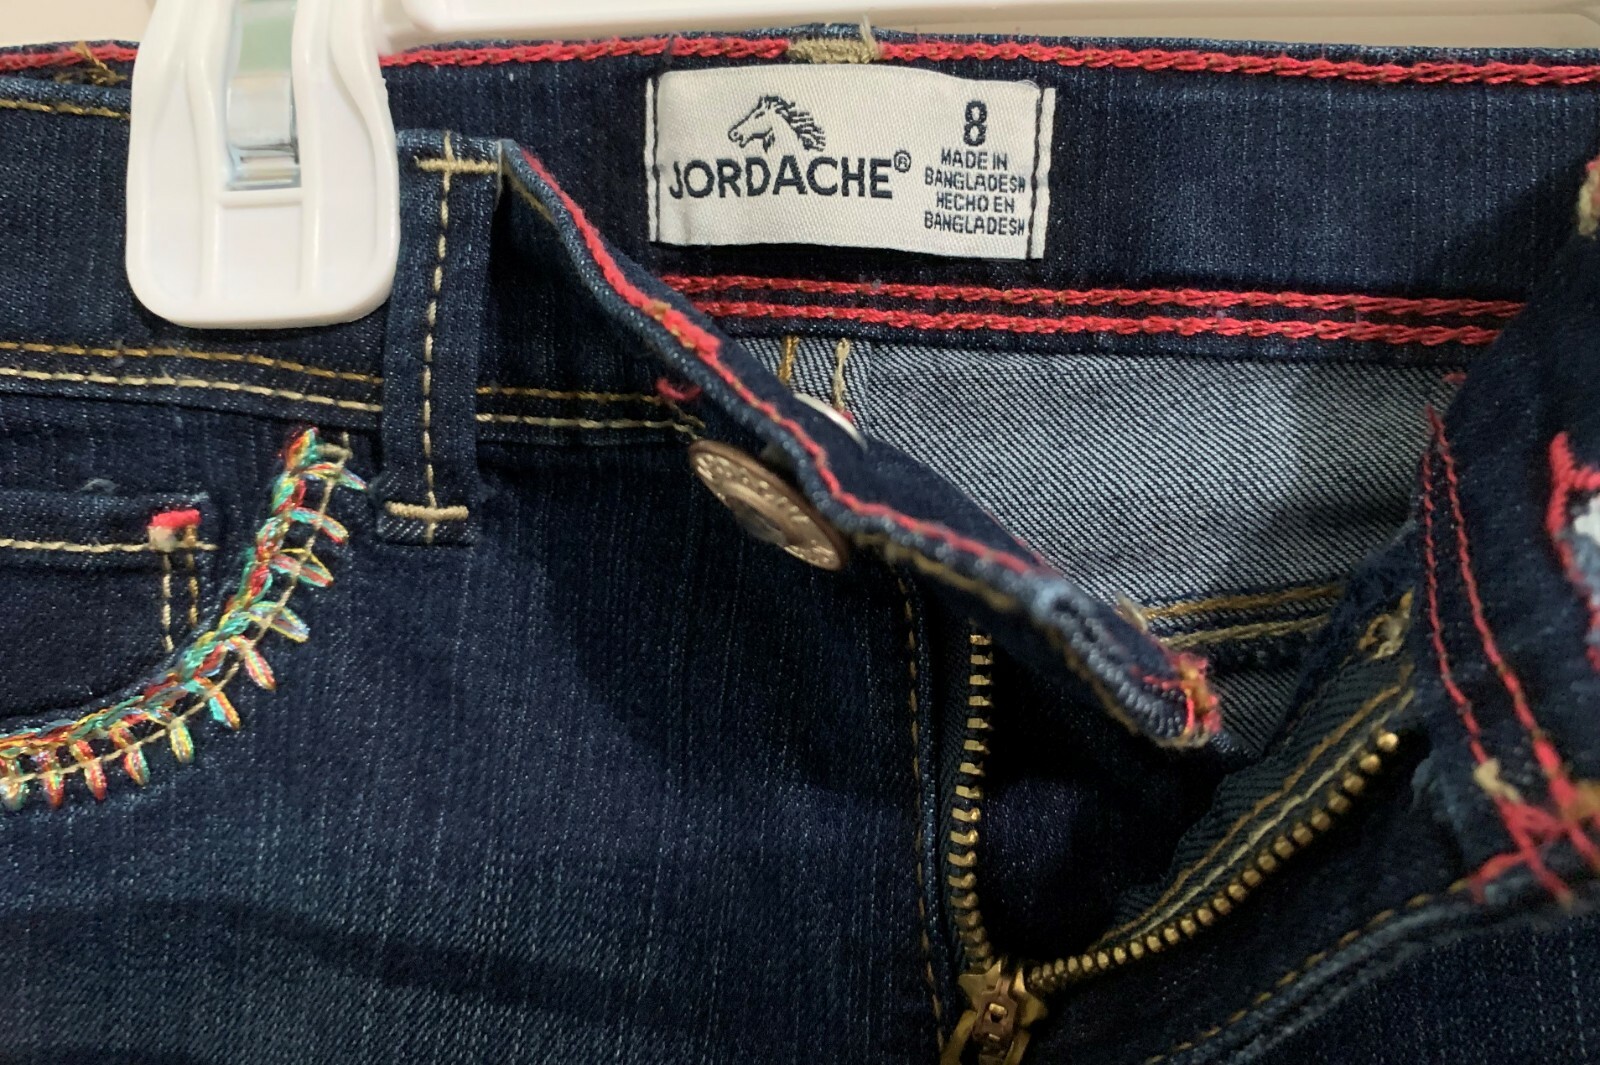 8
MADE IN
BANGLADESH
HECHO EN
BANGLADESH
JORDACHE®